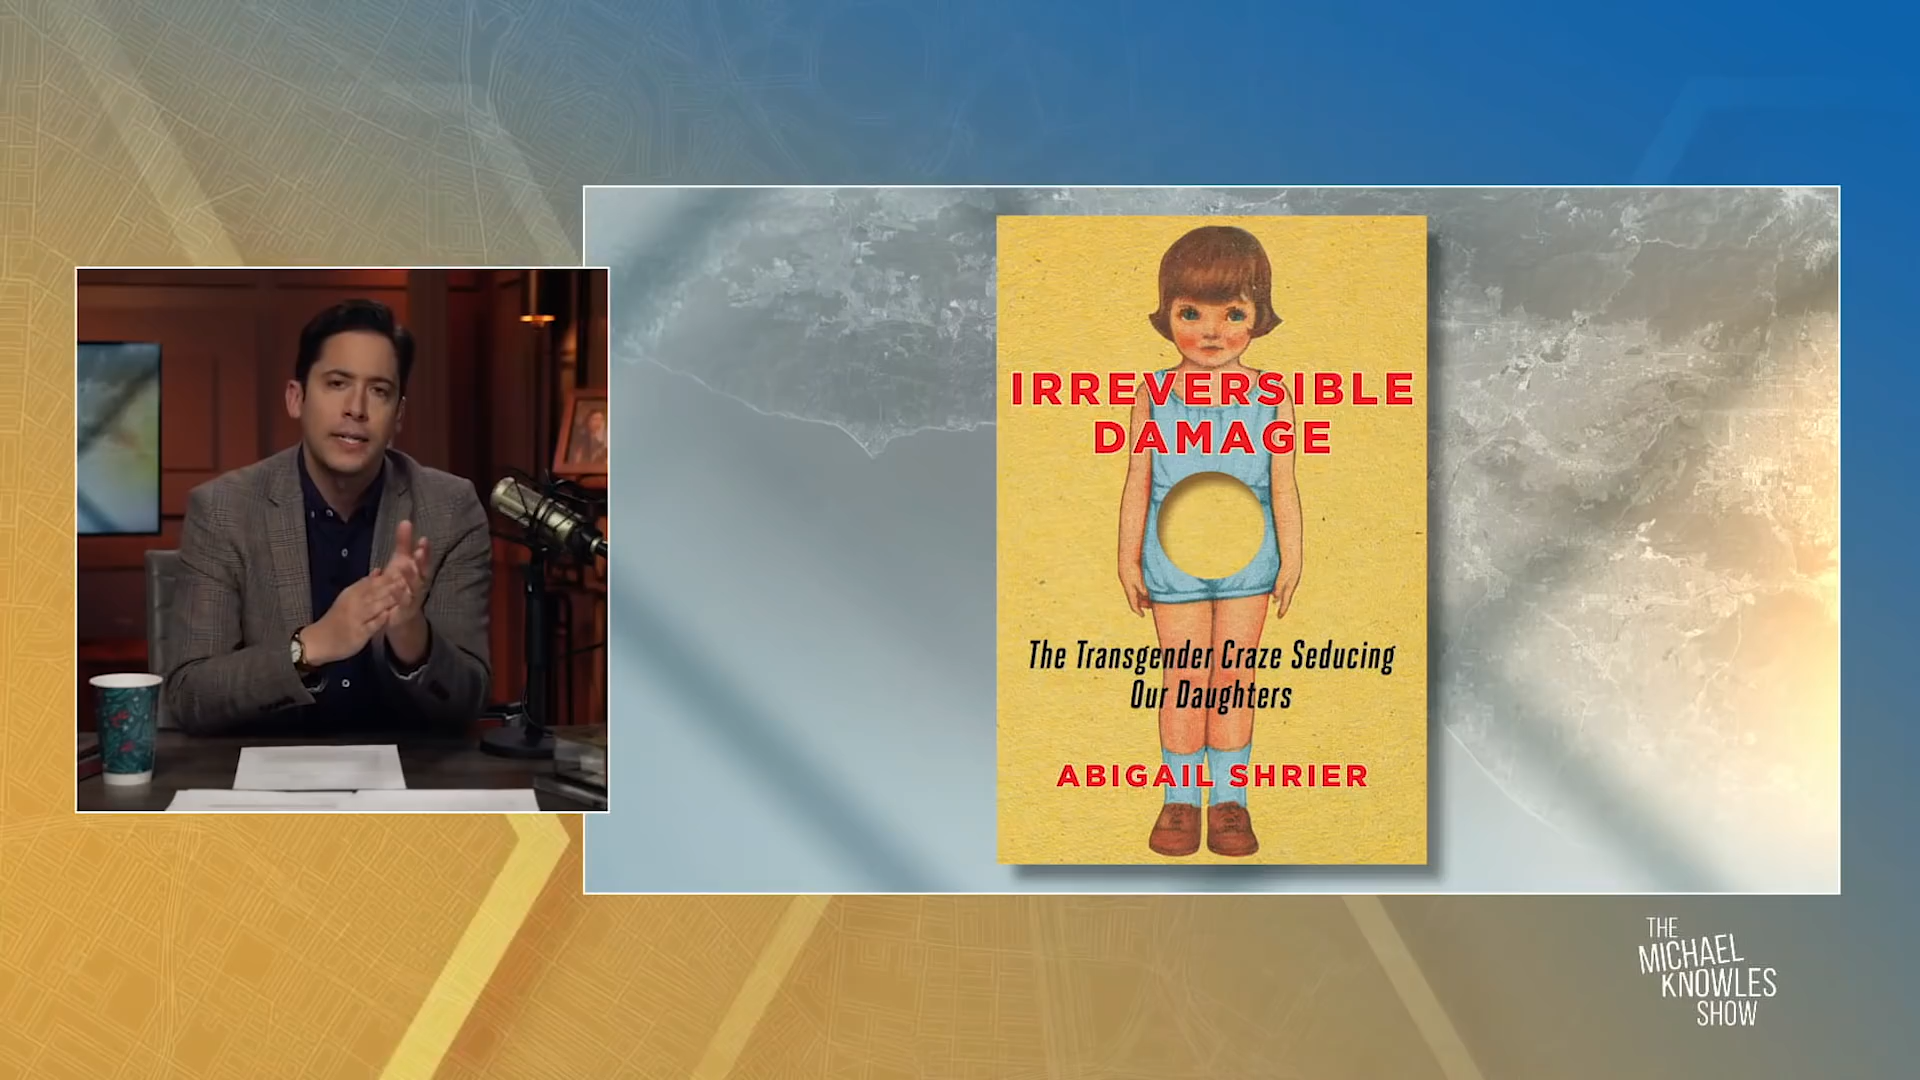 IRREVERSIBLE
DAMAGE
The Transgender Craze Seducing
Our Daughters
ABIGAIL SHRIER
THE
MICHAEL
KNOWLES
SHOW